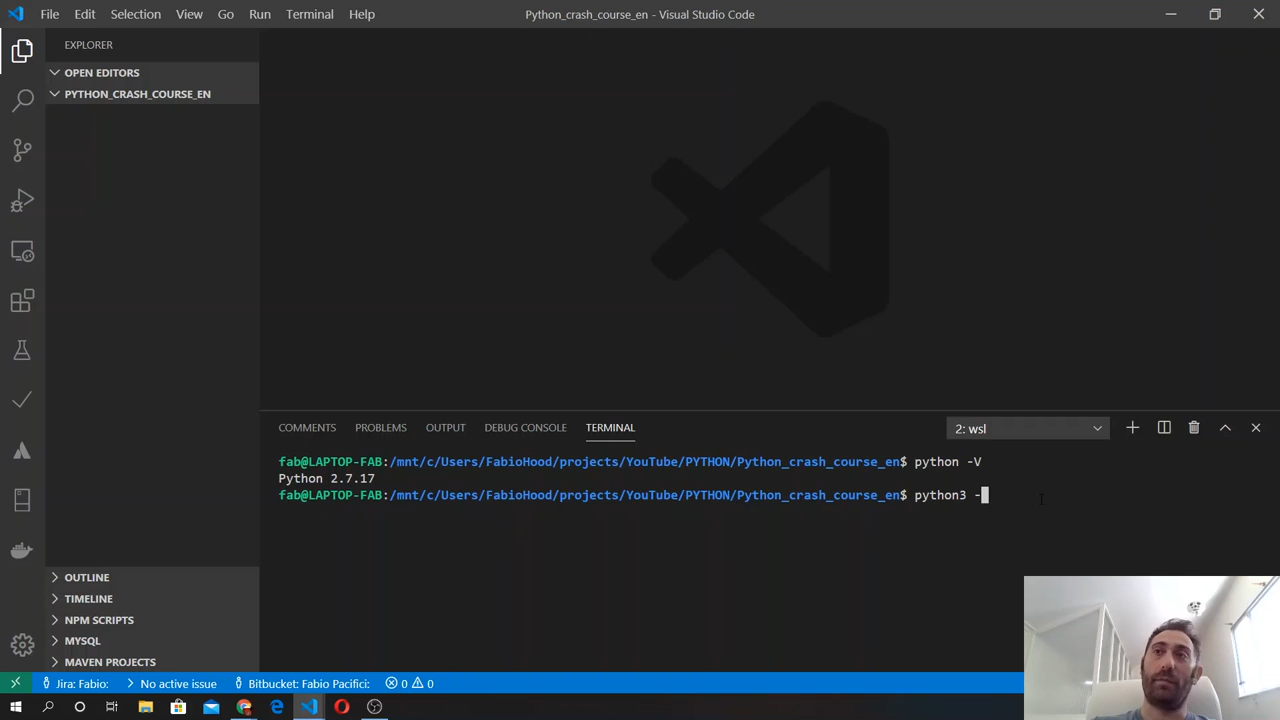 File Edit Selection View Go Run Terminal Help Python_crash_course_en - Visual Studio Code
EXPLORER
OPEN EDITORS
PYTHON_CRASH_COURSE_EN
COMMENTS PROBLEMS OUTPUT DEBUG CONSOLE TERMINAL 2: wsl
fab@LAPTOP-FAB:/mnt/c/Users/FabioHood/projects/YouTube/PYTHON/Python_crash_course_en$ python -V
Python 2.7.17
fab@LAPTOP-FAB:/mnt/c/Users/FabioHood/projects/YouTube/PYTHON/Python_crash_course_en$ python3 -
OUTLINE
TIMELINE
NPM SCRIPTS
MYSQL
MAVEN PROJECTS
Jira: Fabio: No active issue Bitbucket: Fabio Pacifici: 0 0